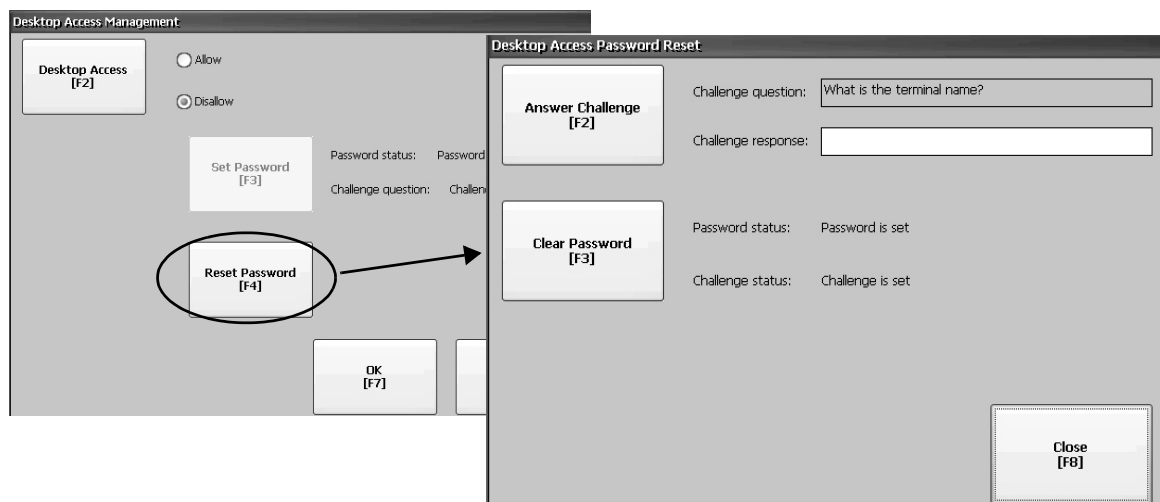 Desktop Access Management
Desktop Access
[F2]
Allow
Disallow
Set Password
[F3]
Password status: Password
Challenge question:
Reset Password
[F4]
OK
[F7]
Desktop Access Password Reset
Answer Challenge
[F2]
Challenge question: What is the terminal name?
Challenge response:
Clear Password
[F3]
Password status: Password is set
Challenge status: Challenge is set
Close
[F8]